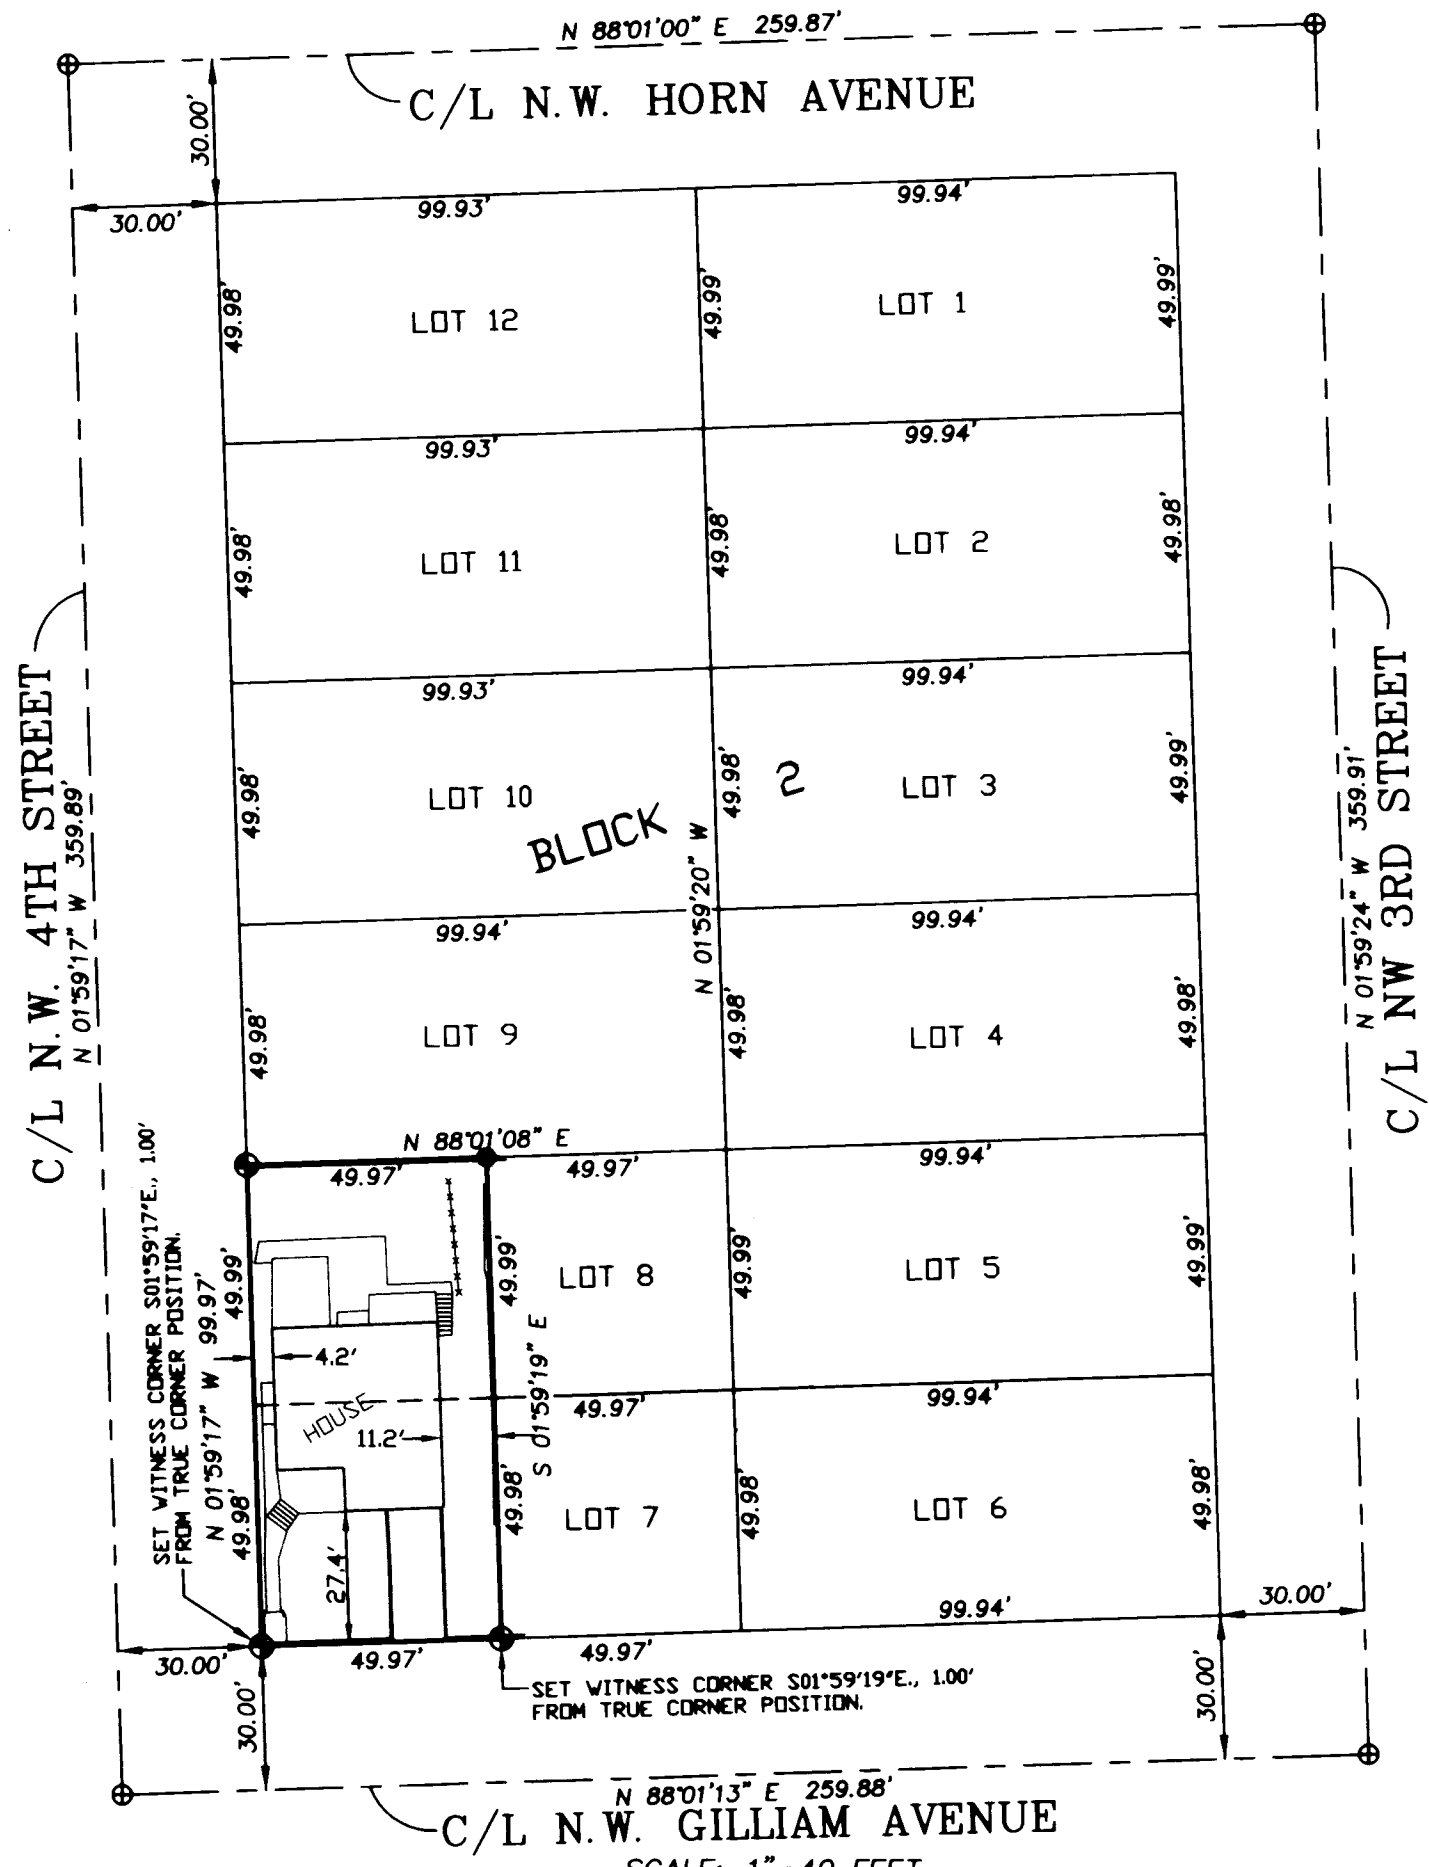 N 88°01'00" E 259.87'
C/L N.W. HORN AVENUE
30.00'
30.00'
99.93'
99.94'
49.98'
LOT 12
49.99'
LOT 1
49.99'
99.93'
99.94'
49.98'
LOT 11
49.98'
LOT 2
49.98'
99.93'
99.94'
49.98'
LOT 10
49.98'
LOT 3
49.99'
BLOCK 2
C/L N.W. 4TH STREET
N 01°59'17" W 359.89'
N 01°59'20" W
N 01°59'24" W 359.91'
C/L NW 3RD STREET
99.94'
99.94'
49.98'
LOT 9
49.98'
LOT 4
49.98'
N 88°01'08" E
49.97'
49.97'
99.94'
SET WITNESS CORNER S01°59'17"E., 1.00'
FROM TRUE CORNER POSITION.
N 01°59'17" W 99.97'
49.99'
49.99'
LOT 8
49.99'
LOT 5
49.99'
4.2'
S 01°59'19" E
HOUSE
11.2'
49.97'
99.94'
49.98'
27.4'
49.98'
LOT 7
49.98'
LOT 6
49.98'
99.94'
30.00'
30.00'
49.97'
49.97'
SET WITNESS CORNER S01°59'19"E., 1.00'
FROM TRUE CORNER POSITION.
30.00'
30.00'
N 88°01'13" E 259.88'
C/L N.W. GILLIAM AVENUE